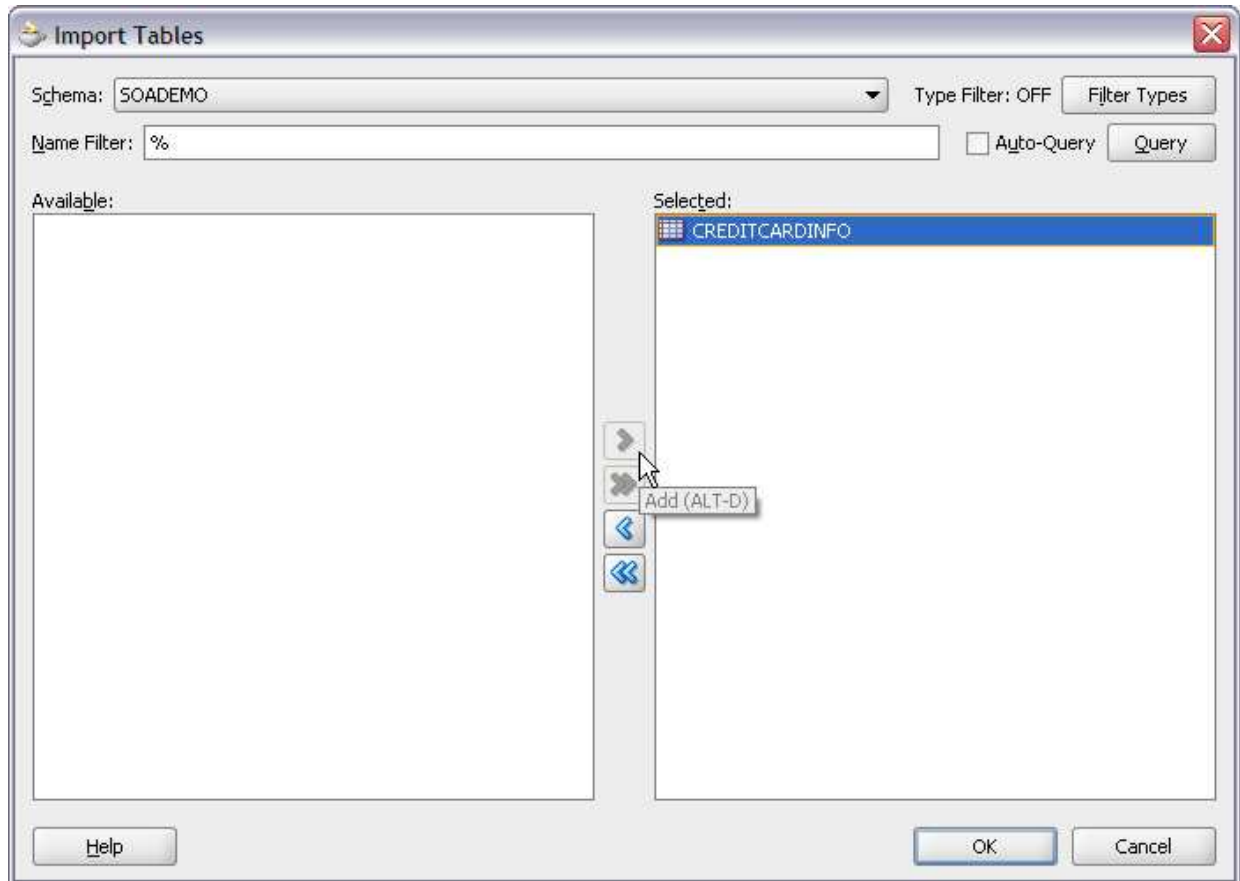 Import Tables
Schema: SOADEMO Type Filter: OFF Filter Types
Name Filter: % Auto-Query Query
Available: Selected:
CREDITCARDINFO
Add (ALT-D)
Help OK Cancel